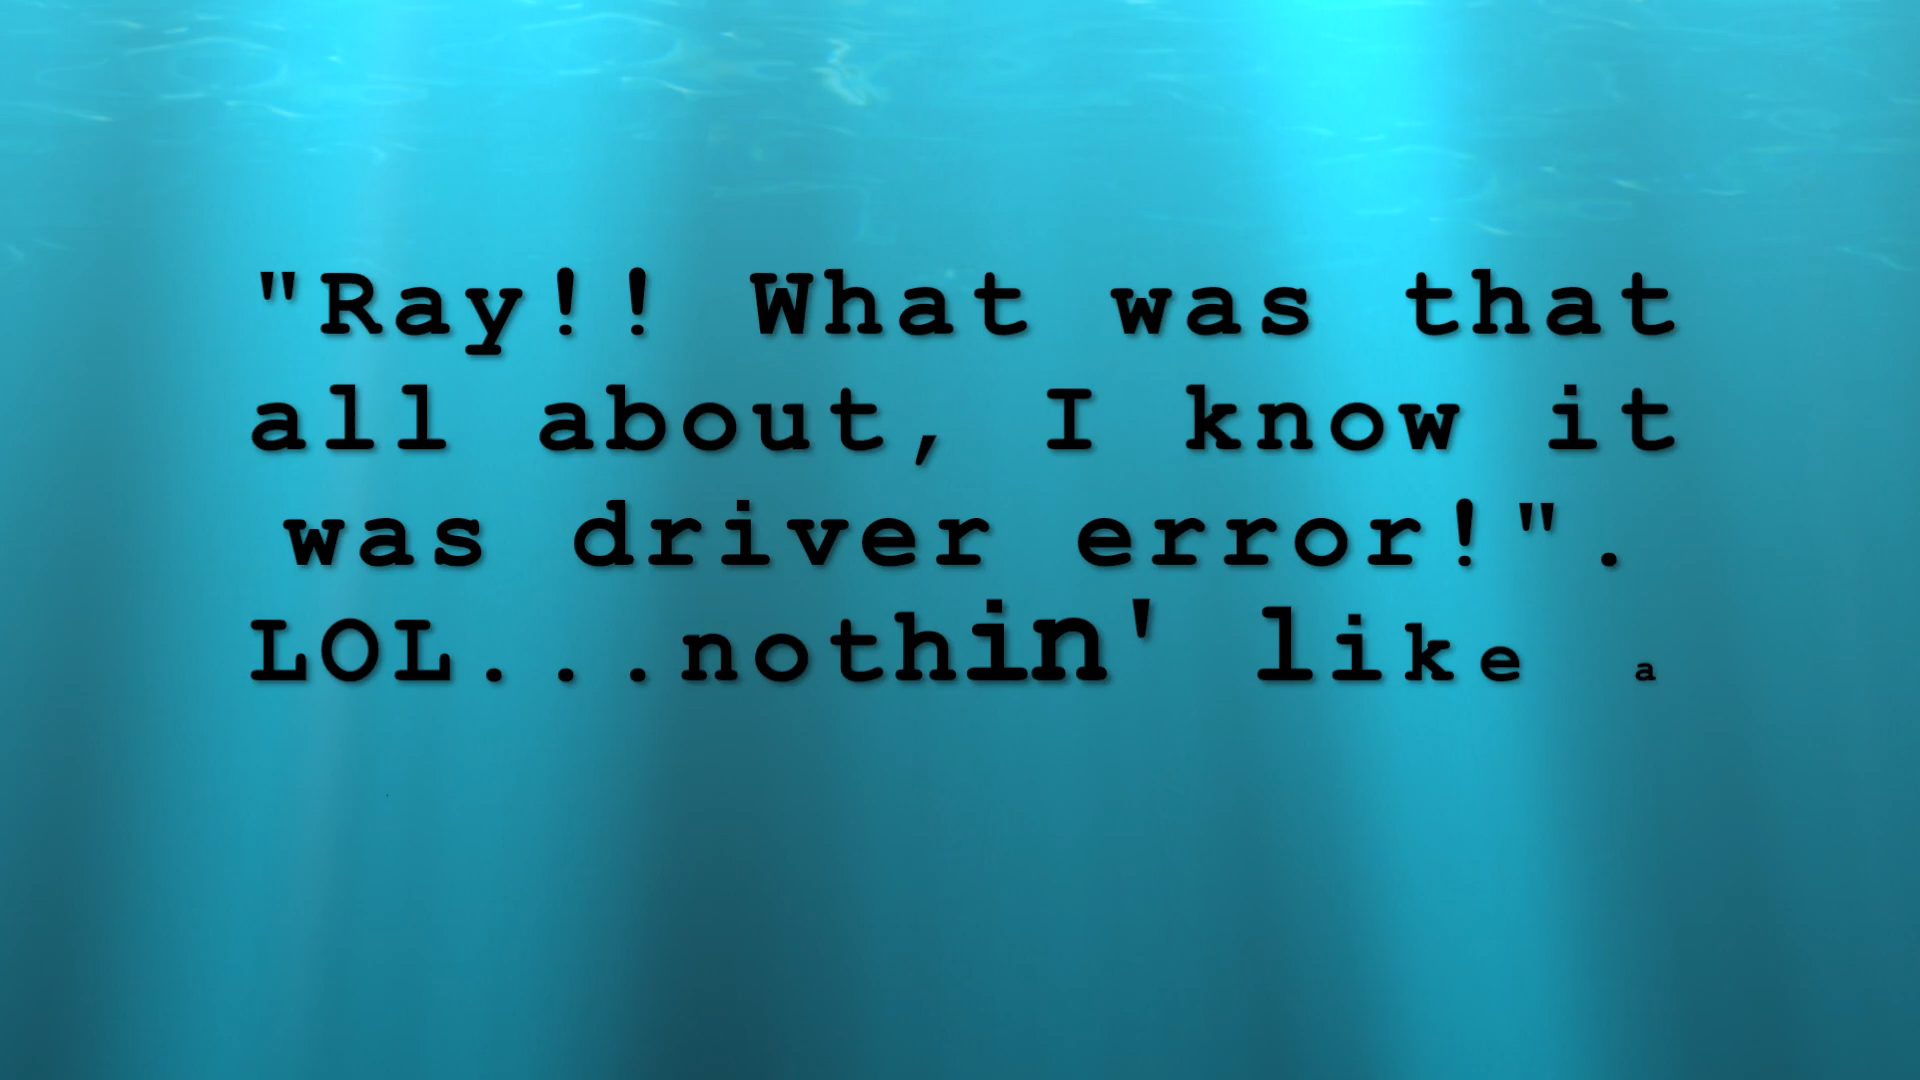 "Ray!! What was that
all about, I know it
was driver error!".
LOL...nothin' like a